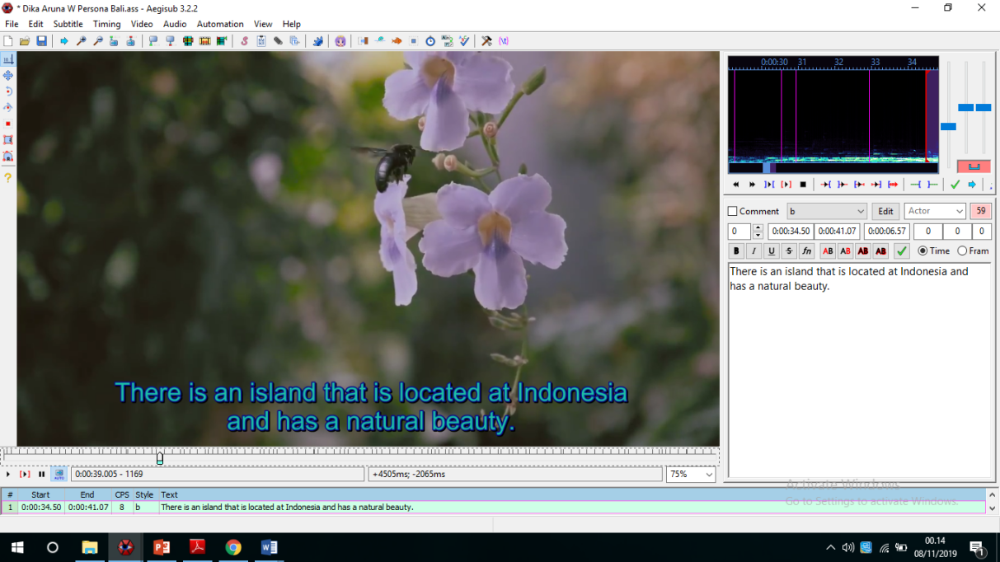 * Dika Aruna W Persona Bali.ass - Aegisub 3.2.2
File Edit Subtitle Timing Video Audio Automation View Help
0:00:30 31 32 33 34
Comment b Edit Actor 59
0 0:00:34.50 0:00:41.07 0:00:06.57 0 0 0
B I U S fn AB AB AB AB Time Fram
There is an island that is located at Indonesia and
has a natural beauty.
There is an island that is located at Indonesia
and has a natural beauty.
0:00:39.005 - 1169 +4505ms; -2065ms 75%
# Start End CPS Style Text
1 0:00:34.50 0:00:41.07 8 b There is an island that is located at Indonesia and has a natural beauty.
Activate Windows
Go to Settings to activate Windows.
00.14
08/11/2019
1